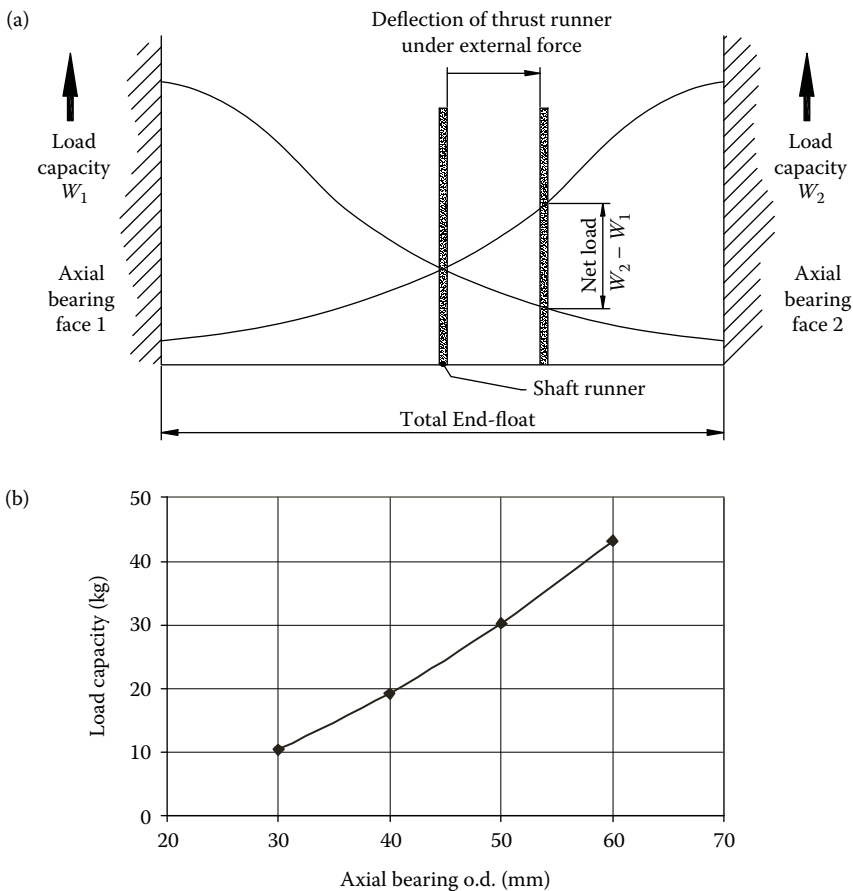 (a)
Deflection of thrust runner
under external force
Load
capacity
W₁
Load
capacity
W₂
Axial
bearing
face 1
Net load
W₂ − W₁
Axial
bearing
face 2
Shaft runner
Total End-float
(b)
50
40
30
20
10
0
Load capacity (kg)
20 30 40 50 60 70
Axial bearing o.d. (mm)